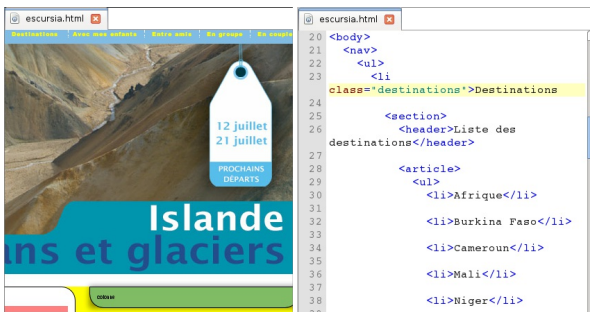 escursia.html
Destinations Avec mes enfants Entre amis En groupe En couple
12 juillet
21 juillet
PROCHAINS
DÉPARTS
Islande
ans et glaciers
escursia.html
20 <body>
21 <nav>
22 <ul>
23 <li
class="destinations">Destinations
24
25 <section>
26 <header>Liste des
destinations</header>
27
28 <article>
29 <ul>
30 <li>Afrique</li>
31
32 <li>Burkina Faso</li>
33
34 <li>Cameroun</li>
35
36 <li>Mali</li>
37
38 <li>Niger</li>